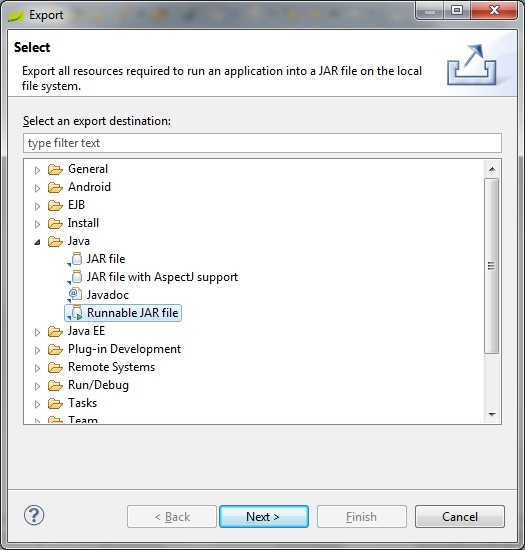 Export
Select
Export all resources required to run an application into a JAR file on the local
file system.
Select an export destination:
type filter text
General
Android
EJB
Install
Java
JAR file
JAR file with AspectJ support
Javadoc
Runnable JAR file
Java EE
Plug-in Development
Remote Systems
Run/Debug
Tasks
Team
?
< Back
Next >
Finish
Cancel